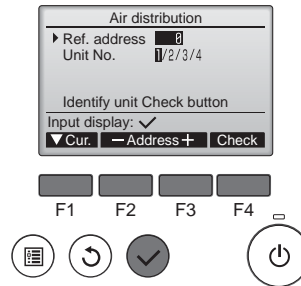 Air distribution
Ref. address 0
Unit No. 1/2/3/4
Identify unit Check button
Input display: ✓
▼Cur. −Address+ Check
F1 F2 F3 F4